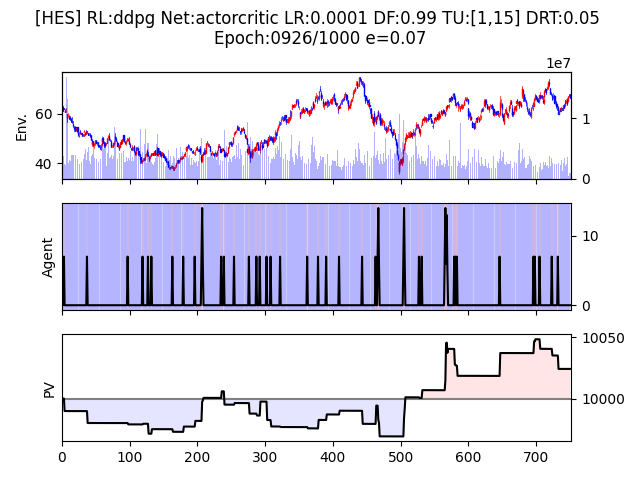 [HES] RL:ddpg Net:actorcritic LR:0.0001 DF:0.99 TU:[1,15] DRT:0.05
Epoch:0926/1000 e=0.07
1e7
Env.
60
40
1
0
Agent
10
0
PV
10050
10000
0 100 200 300 400 500 600 700